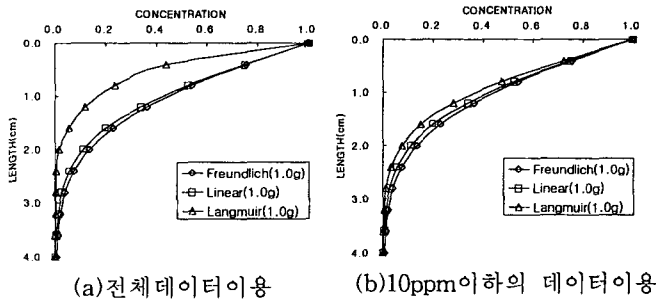 CONCENTRATION
0.0 0.2 0.4 0.6 0.8 1.0
0.0
1.0
2.0
3.0
4.0
LENGTH(cm)
Freundlich(1.0g)
Linear(1.0g)
Langmuir(1.0g)
(a)전체데이터이용
CONCENTRATION
0.0 0.2 0.4 0.6 0.8 1.0
0.0
1.0
2.0
3.0
4.0
LENGTH(cm)
Freundlich(1.0g)
Linear(1.0g)
Langmuir(1.0g)
(b)10ppm이하의 데이터이용